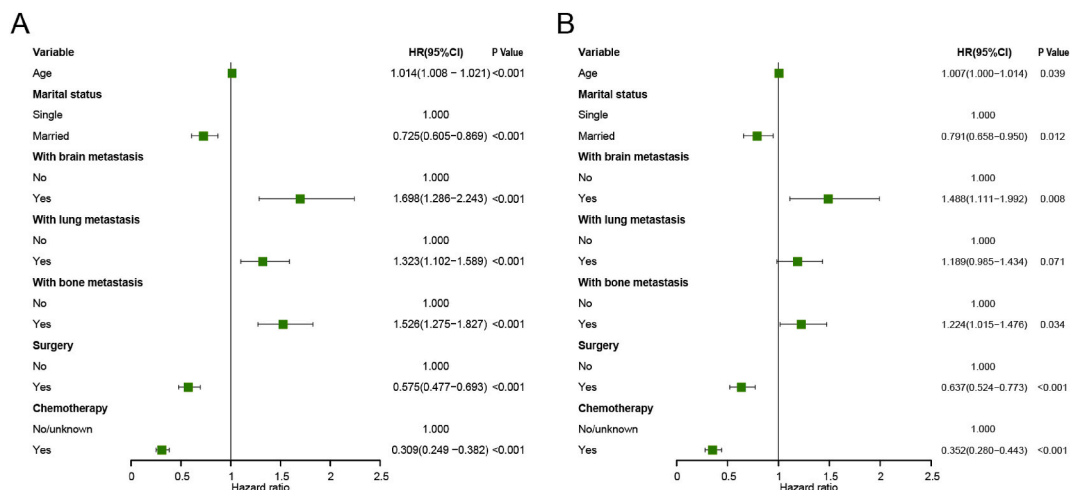 A
Variable HR(95%CI) P Value
Age 1.014(1.008 − 1.021) <0.001
Marital status
Single 1.000
Married 0.725(0.605−0.869) <0.001
With brain metastasis
No 1.000
Yes 1.698(1.286−2.243) <0.001
With lung metastasis
No 1.000
Yes 1.323(1.102−1.589) <0.001
With bone metastasis
No 1.000
Yes 1.526(1.275−1.827) <0.001
Surgery
No 1.000
Yes 0.575(0.477−0.693) <0.001
Chemotherapy
No/unknown 1.000
Yes 0.309(0.249 −0.382) <0.001
0 0.5 1 1.5 2 2.5
Hazard ratio
B
Variable HR(95%CI) P Value
Age 1.007(1.000−1.014) 0.039
Marital status
Single 1.000
Married 0.791(0.658−0.950) 0.012
With brain metastasis
No 1.000
Yes 1.488(1.111−1.992) 0.008
With lung metastasis
No 1.000
Yes 1.189(0.985−1.434) 0.071
With bone metastasis
No 1.000
Yes 1.224(1.015−1.476) 0.034
Surgery
No 1.000
Yes 0.637(0.524−0.773) <0.001
Chemotherapy
No/unknown 1.000
Yes 0.352(0.280−0.443) <0.001
0 0.5 1 1.5 2 2.5
Hazard ratio